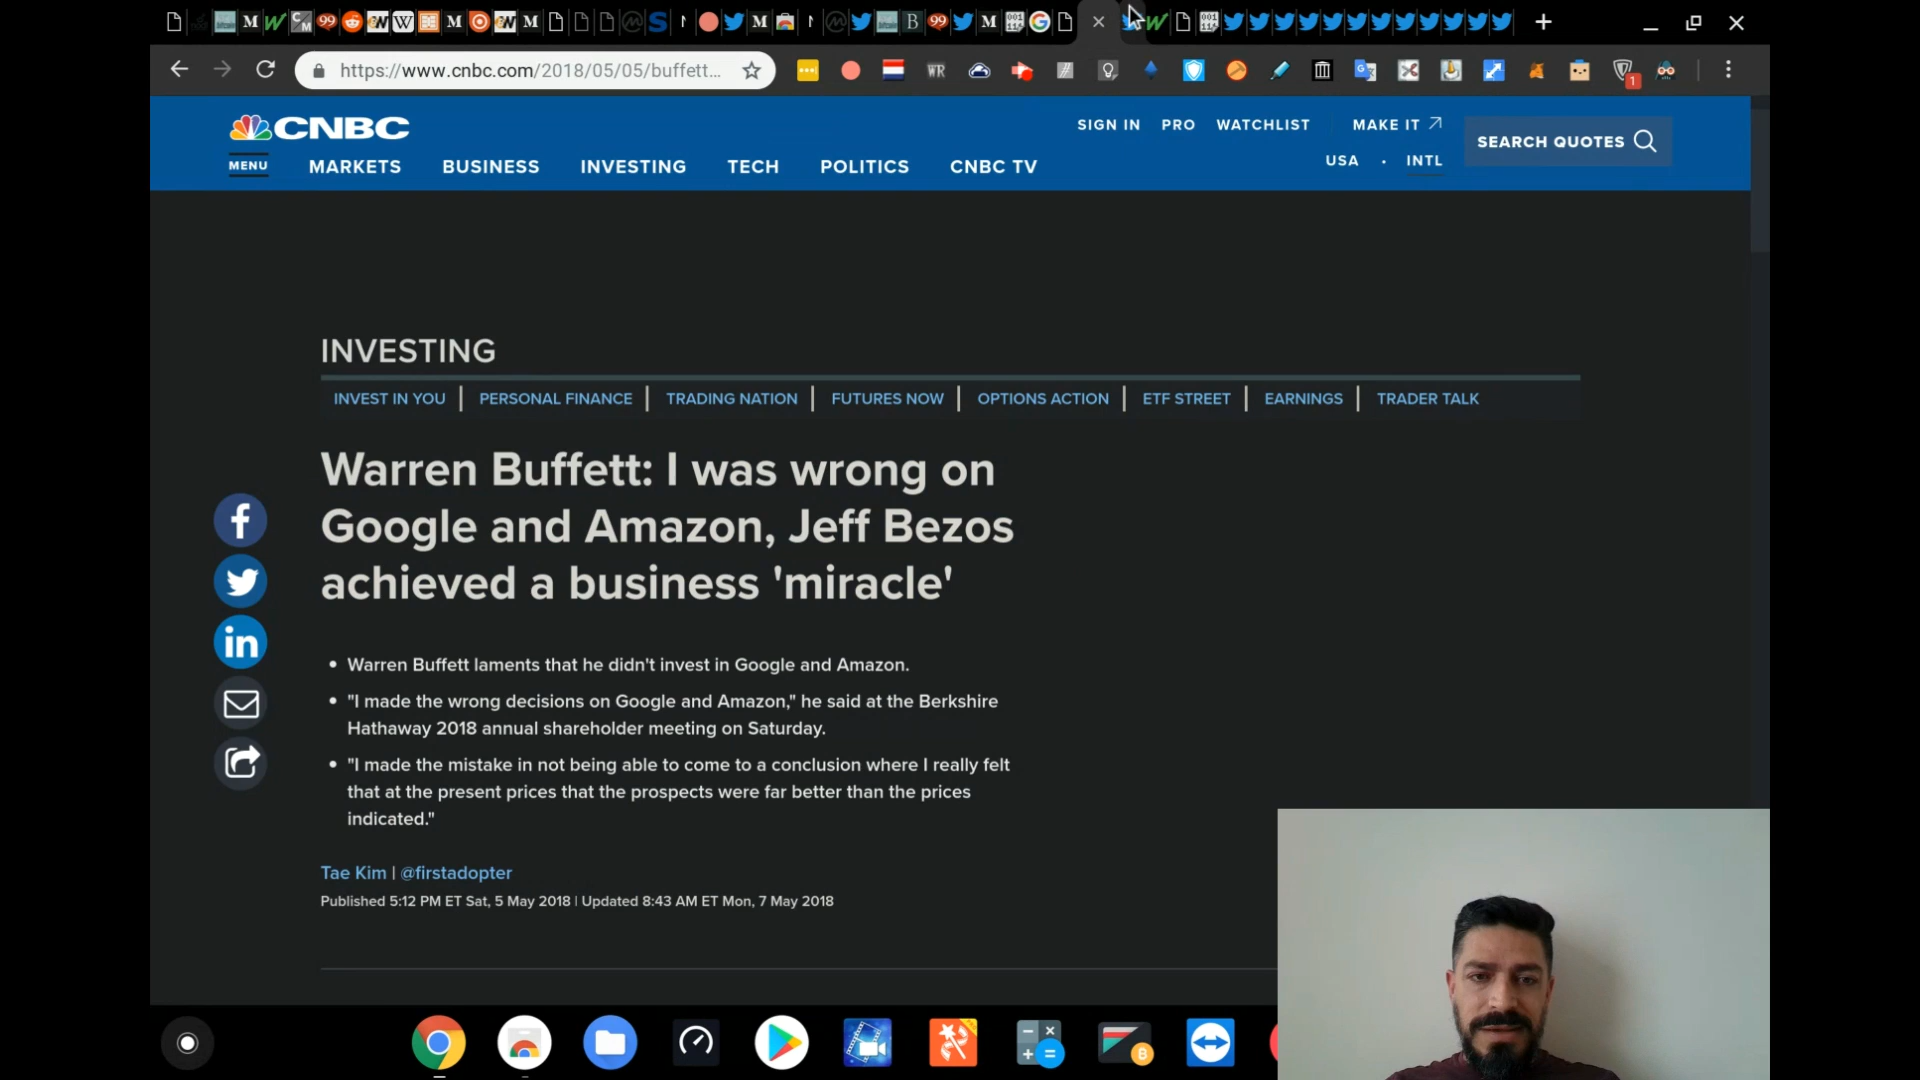 https://www.cnbc.com/2018/05/05/buffett...
WR
1
CNBC
SIGN IN PRO WATCHLIST MAKE IT
SEARCH QUOTES
USA · INTL
MENU MARKETS BUSINESS INVESTING TECH POLITICS CNBC TV
INVESTING
INVEST IN YOU | PERSONAL FINANCE | TRADING NATION | FUTURES NOW | OPTIONS ACTION | ETF STREET | EARNINGS | TRADER TALK
Warren Buffett: I was wrong on
Google and Amazon, Jeff Bezos
achieved a business 'miracle'
• Warren Buffett laments that he didn't invest in Google and Amazon.
• "I made the wrong decisions on Google and Amazon," he said at the Berkshire
Hathaway 2018 annual shareholder meeting on Saturday.
• "I made the mistake in not being able to come to a conclusion where I really felt
that at the present prices that the prospects were far better than the prices
indicated."
Tae Kim | @firstadopter
Published 5:12 PM ET Sat, 5 May 2018 | Updated 8:43 AM ET Mon, 7 May 2018